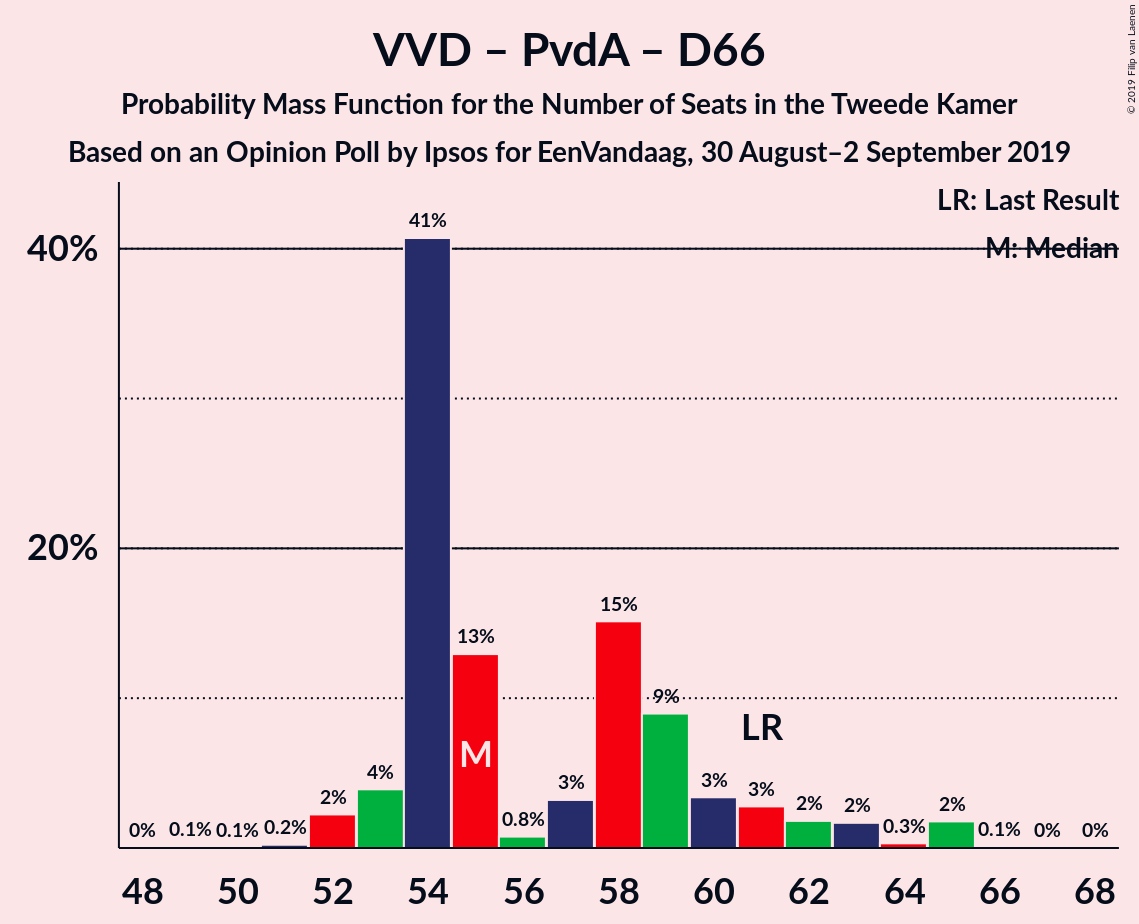 VVD – PvdA – D66
Probability Mass Function for the Number of Seats in the Tweede Kamer
Based on an Opinion Poll by Ipsos for EenVandaag, 30 August–2 September 2019
© 2019 Filip van Laenen
LR: Last Result
M: Median
40%
20%
0%
0.1%
0.1%
0.2%
2%
4%
41%
13%
0.8%
3%
15%
9%
3%
3%
2%
2%
0.3%
2%
0.1%
0%
0%
M
LR
48 50 52 54 56 58 60 62 64 66 68